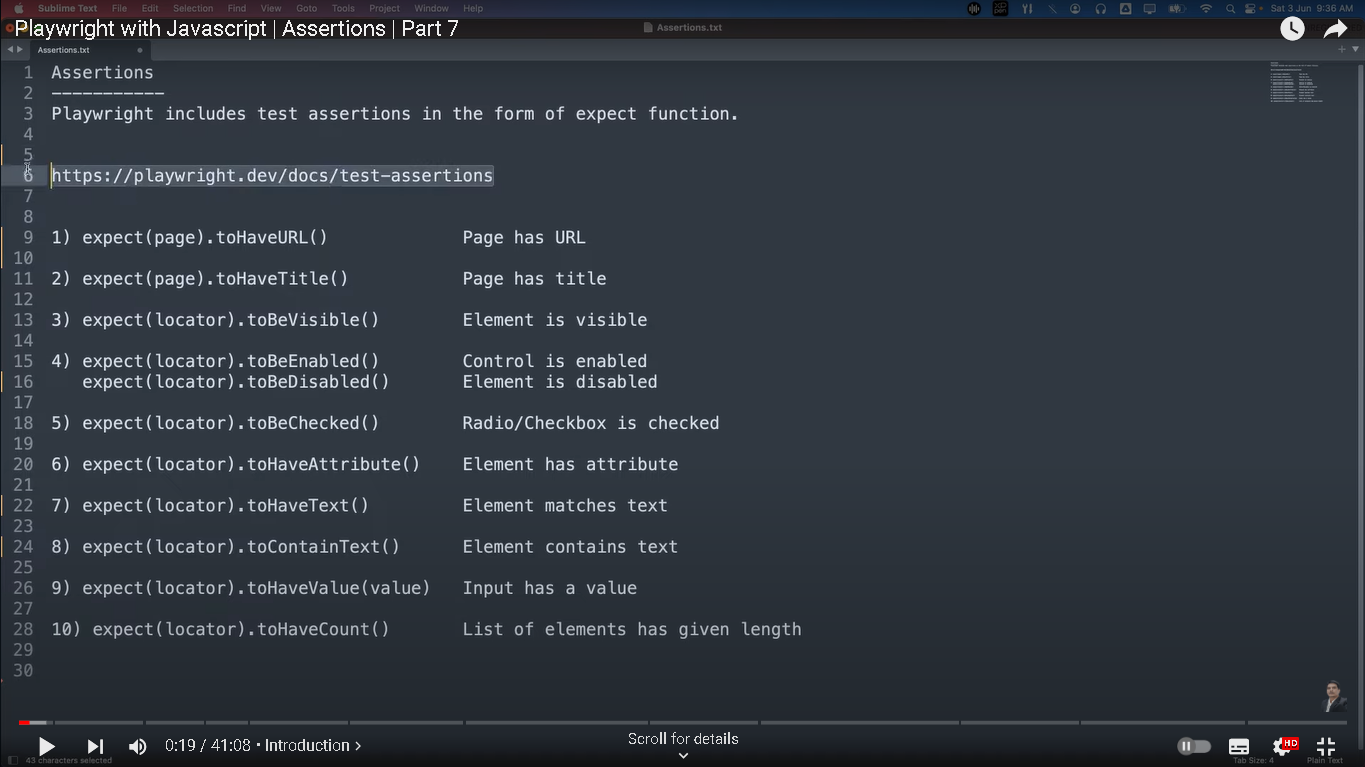 Sublime Text File Edit Selection Find View Goto Tools Project Window Help Sat 3 Jun 9:36 AM
Playwright with Javascript | Assertions | Part 7
Assertions.txt
Assertions.txt
1 Assertions
2 -----------
3 Playwright includes test assertions in the form of expect function.
4
5
6 https://playwright.dev/docs/test-assertions
7
8
9 1) expect(page).toHaveURL() Page has URL
10
11 2) expect(page).toHaveTitle() Page has title
12
13 3) expect(locator).toBeVisible() Element is visible
14
15 4) expect(locator).toBeEnabled() Control is enabled
16 expect(locator).toBeDisabled() Element is disabled
17
18 5) expect(locator).toBeChecked() Radio/Checkbox is checked
19
20 6) expect(locator).toHaveAttribute() Element has attribute
21
22 7) expect(locator).toHaveText() Element matches text
23
24 8) expect(locator).toContainText() Element contains text
25
26 9) expect(locator).toHaveValue(value) Input has a value
27
28 10) expect(locator).toHaveCount() List of elements has given length
29
30
0:19 / 41:08 • Introduction >
Scroll for details
HD
43 characters selected
Tab Size: 4 Plain Text